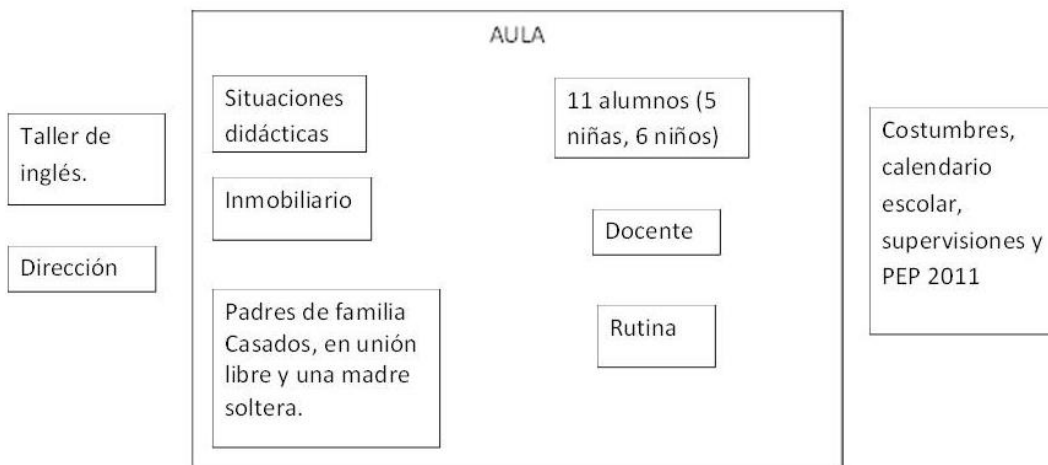 AULA
Taller de
inglés.
Dirección
Situaciones
didácticas
Inmobiliario
Padres de familia
Casados, en unión
libre y una madre
soltera.
11 alumnos (5
niñas, 6 niños)
Docente
Rutina
Costumbres,
calendario
escolar,
supervisiones y
PEP 2011